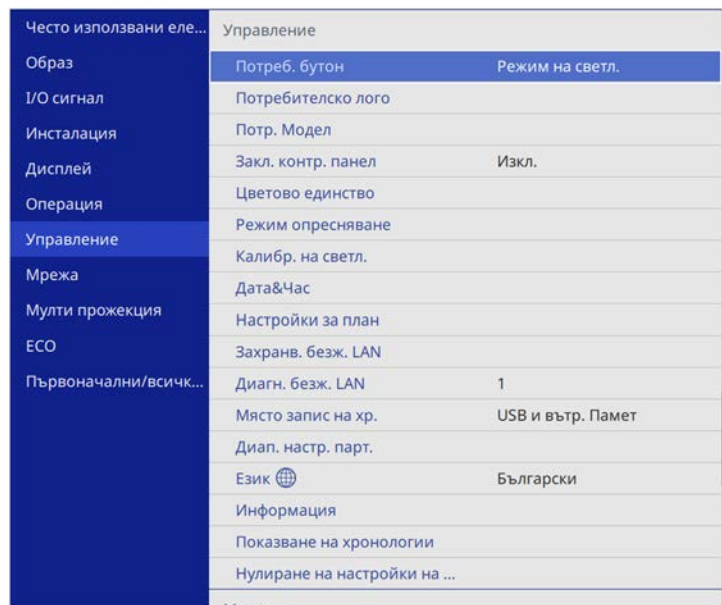 Често използвани еле...
Образ
I/O сигнал
Инсталация
Дисплей
Операция
Управление
Мрежа
Мулти прожекция
ECO
Първоначални/всичк...
Управление
Потреб. бутон Режим на светл.
Потребителско лого
Потр. Модел
Закл. контр. панел Изкл.
Цветово единство
Режим опресняване
Калибр. на светл.
Дата&Час
Настройки за план
Захранв. безж. LAN
Диагн. безж. LAN 1
Място запис на хр. USB и вътр. Памет
Диап. настр. парт.
Език Български
Информация
Показване на хронологии
Нулиране на настройки на ...